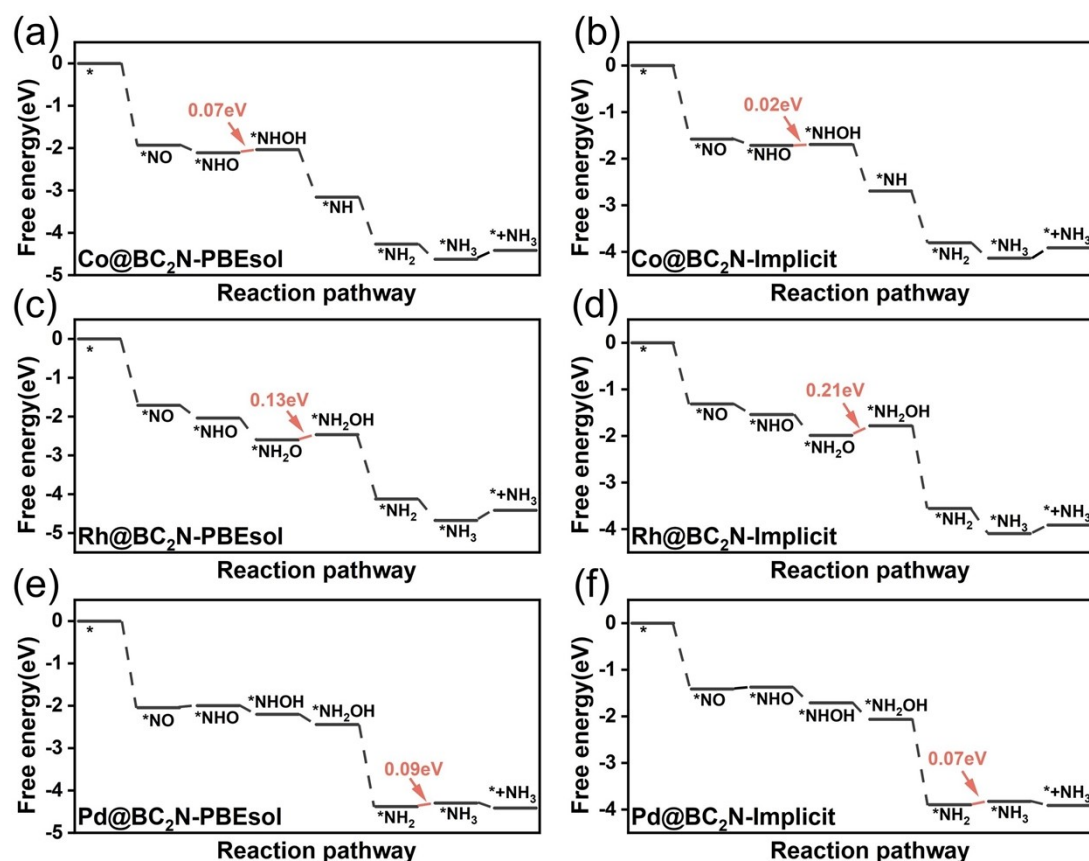 (a)
Free energy(eV)
0
-1
-2
-3
-4
-5
*
*NO
*NHO
0.07eV
*NHOH
*NH
*NH₂
*NH₃
*+NH₃
Co@BC₂N-PBEsol
Reaction pathway
(b)
Free energy(eV)
0
-1
-2
-3
-4
*
*NO
*NHO
0.02eV
*NHOH
*NH
*NH₂
*NH₃
*+NH₃
Co@BC₂N-Implicit
Reaction pathway
(c)
Free energy(eV)
0
-1
-2
-3
-4
-5
*
*NO
*NHO
*NH₂O
0.13eV
*NH₂OH
*NH₂
*NH₃
*+NH₃
Rh@BC₂N-PBEsol
Reaction pathway
(d)
Free energy(eV)
0
-1
-2
-3
-4
*
*NO
*NHO
*NH₂O
0.21eV
*NH₂OH
*NH₂
*NH₃
*+NH₃
Rh@BC₂N-Implicit
Reaction pathway
(e)
Free energy(eV)
0
-1
-2
-3
-4
-5
*
*NO
*NHO
*NHOH
*NH₂OH
0.09eV
*NH₂
*NH₃
*+NH₃
Pd@BC₂N-PBEsol
Reaction pathway
(f)
Free energy(eV)
0
-1
-2
-3
-4
*
*NO
*NHO
*NHOH
*NH₂OH
0.07eV
*NH₂
*NH₃
*+NH₃
Pd@BC₂N-Implicit
Reaction pathway